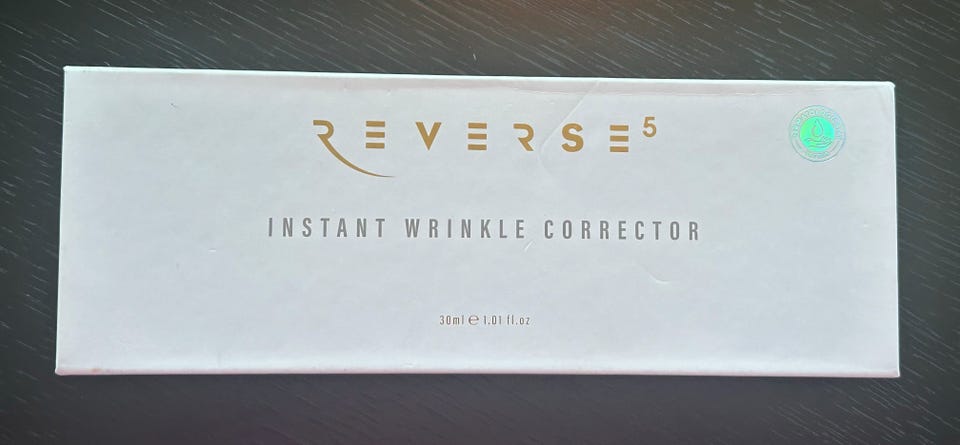 REVERSE⁵
INSTANT WRINKLE CORRECTOR
30ml ℮ 1.01 fl.oz